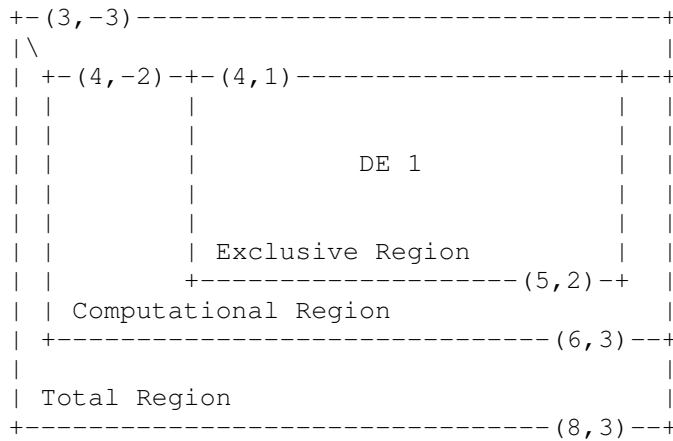 (3,-3)
(4,-2) (4,1)
DE 1
Exclusive Region
(5,2)
Computational Region
(6,3)
Total Region
(8,3)